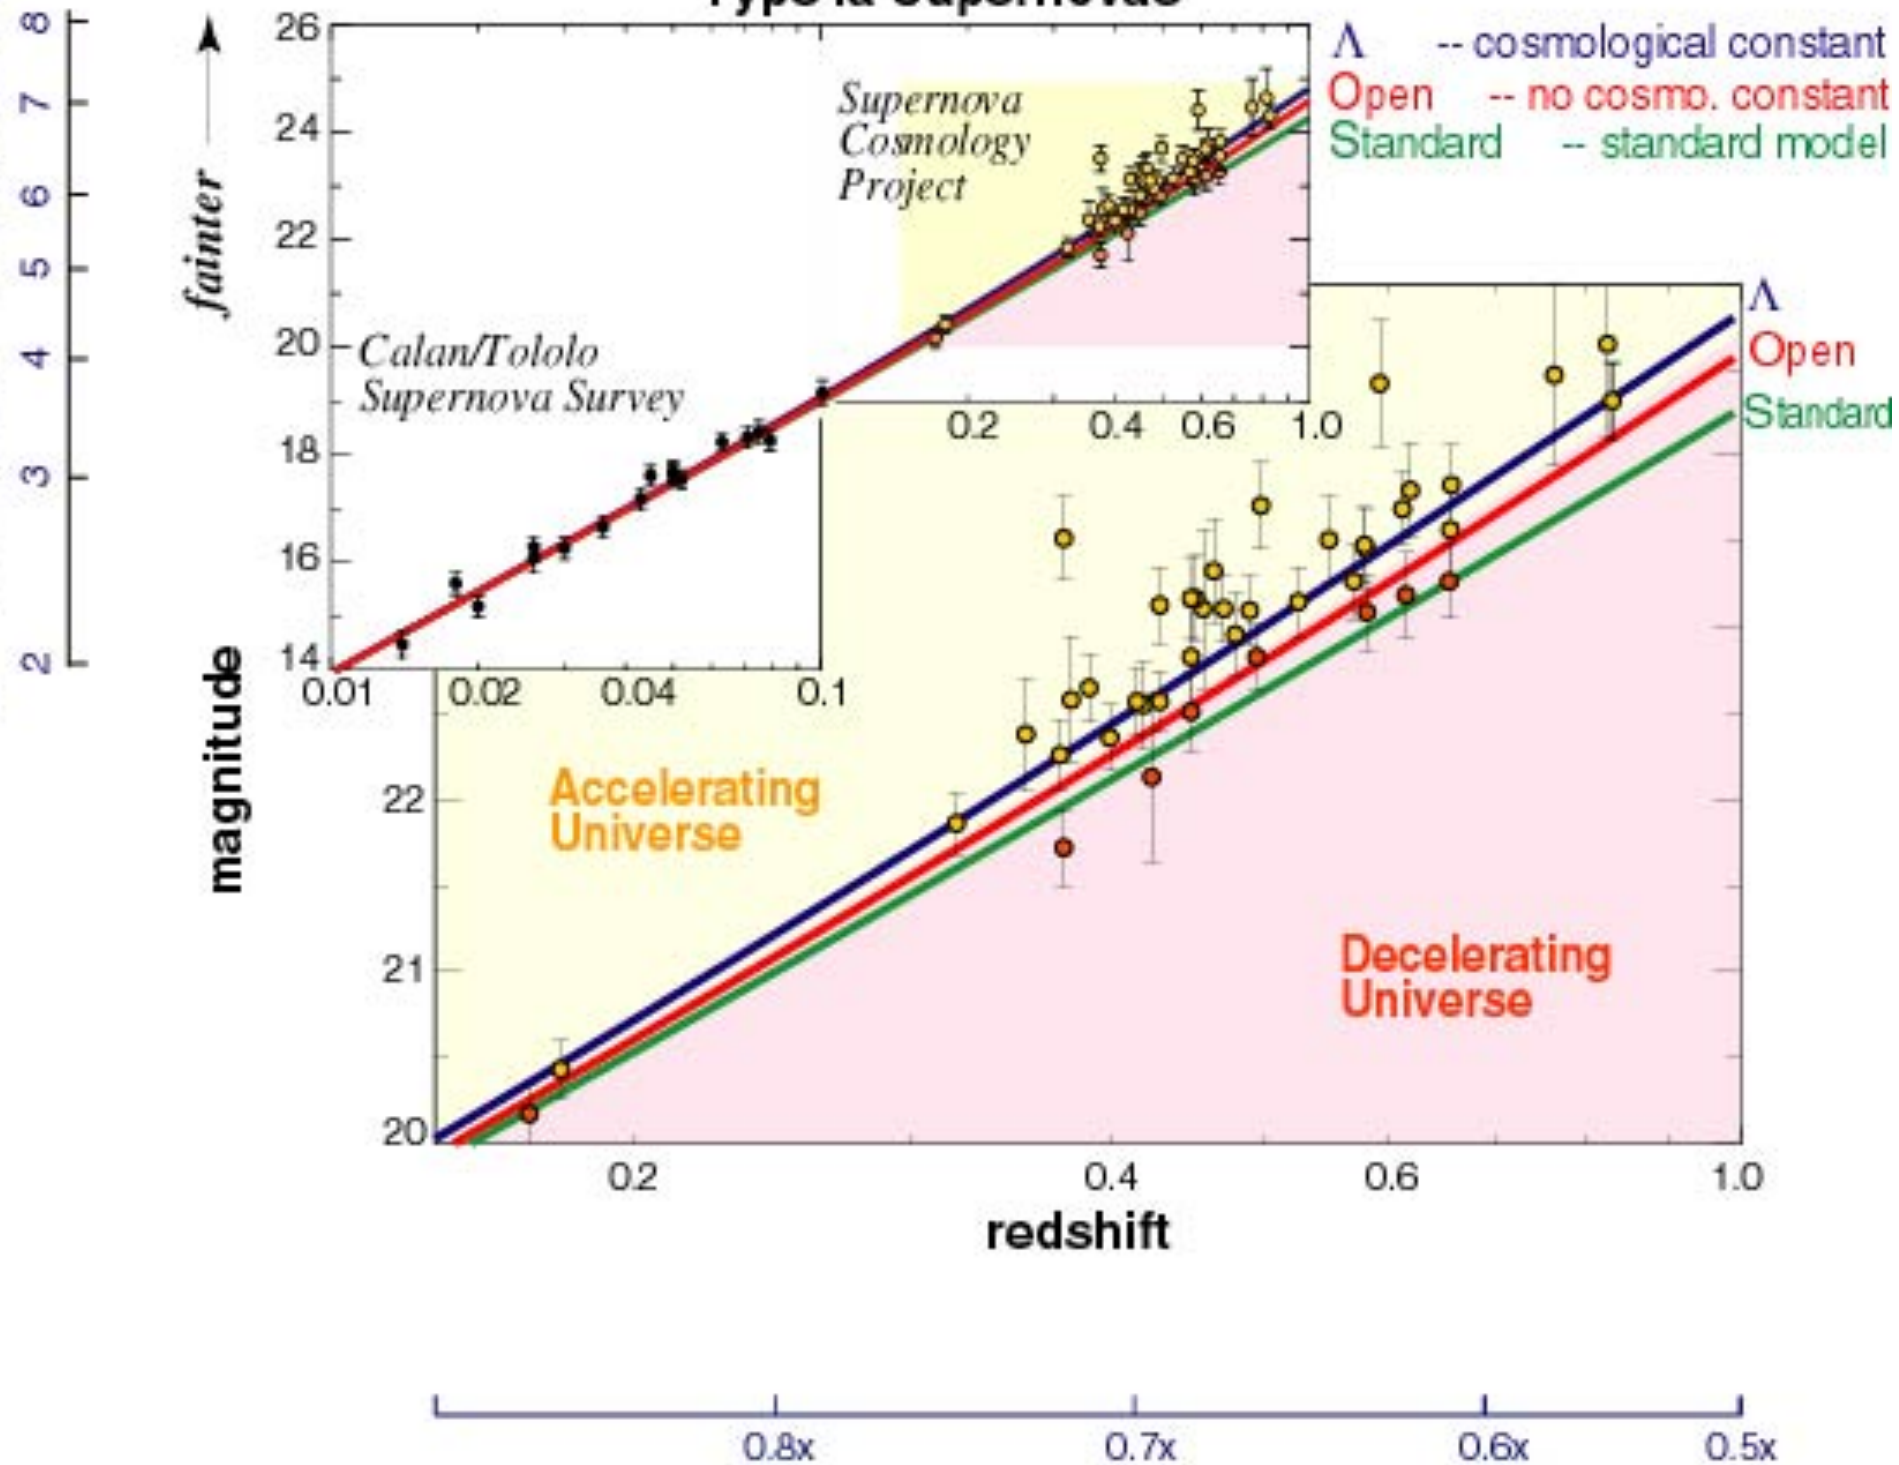 Type Ia Supernovae
Λ -- cosmological constant
Open -- no cosmo. constant
Standard -- standard model
8
7
6
5
4
3
2
fainter
magnitude
26
24
22
20
18
16
14
Supernova
Cosmology
Project
Calan/Tololo
Supernova Survey
0.2 0.4 0.6 1.0
0.01 0.02 0.04 0.1
Λ
Open
Standard
Accelerating
Universe
Decelerating
Universe
22
21
20
0.2 0.4 0.6 1.0
redshift
0.8x 0.7x 0.6x 0.5x